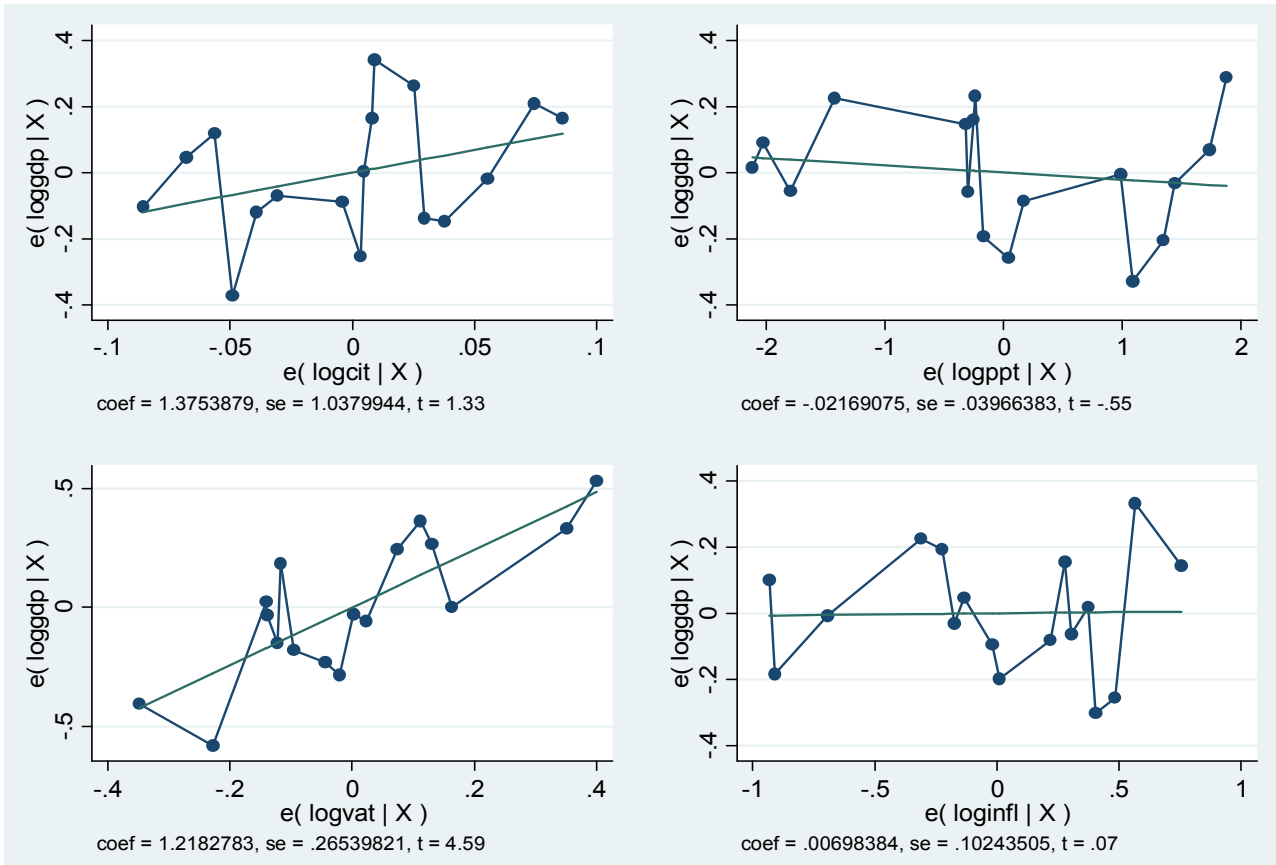 e( loggdp | X )
.4
.2
0
-.2
-.4
-.1 -.05 0 .05 .1
e( logcit | X )
coef = 1.3753879, se = 1.0379944, t = 1.33
e( loggdp | X )
.4
.2
0
-.2
-.4
-2 -1 0 1 2
e( logppt | X )
coef = -.02169075, se = .03966383, t = -.55
e( loggdp | X )
.5
0
-.5
-.4 -.2 0 .2 .4
e( logvat | X )
coef = 1.2182783, se = .26539821, t = 4.59
e( loggdp | X )
.4
.2
0
-.2
-.4
-1 -.5 0 .5 1
e( loginfl | X )
coef = .00698384, se = .10243505, t = .07